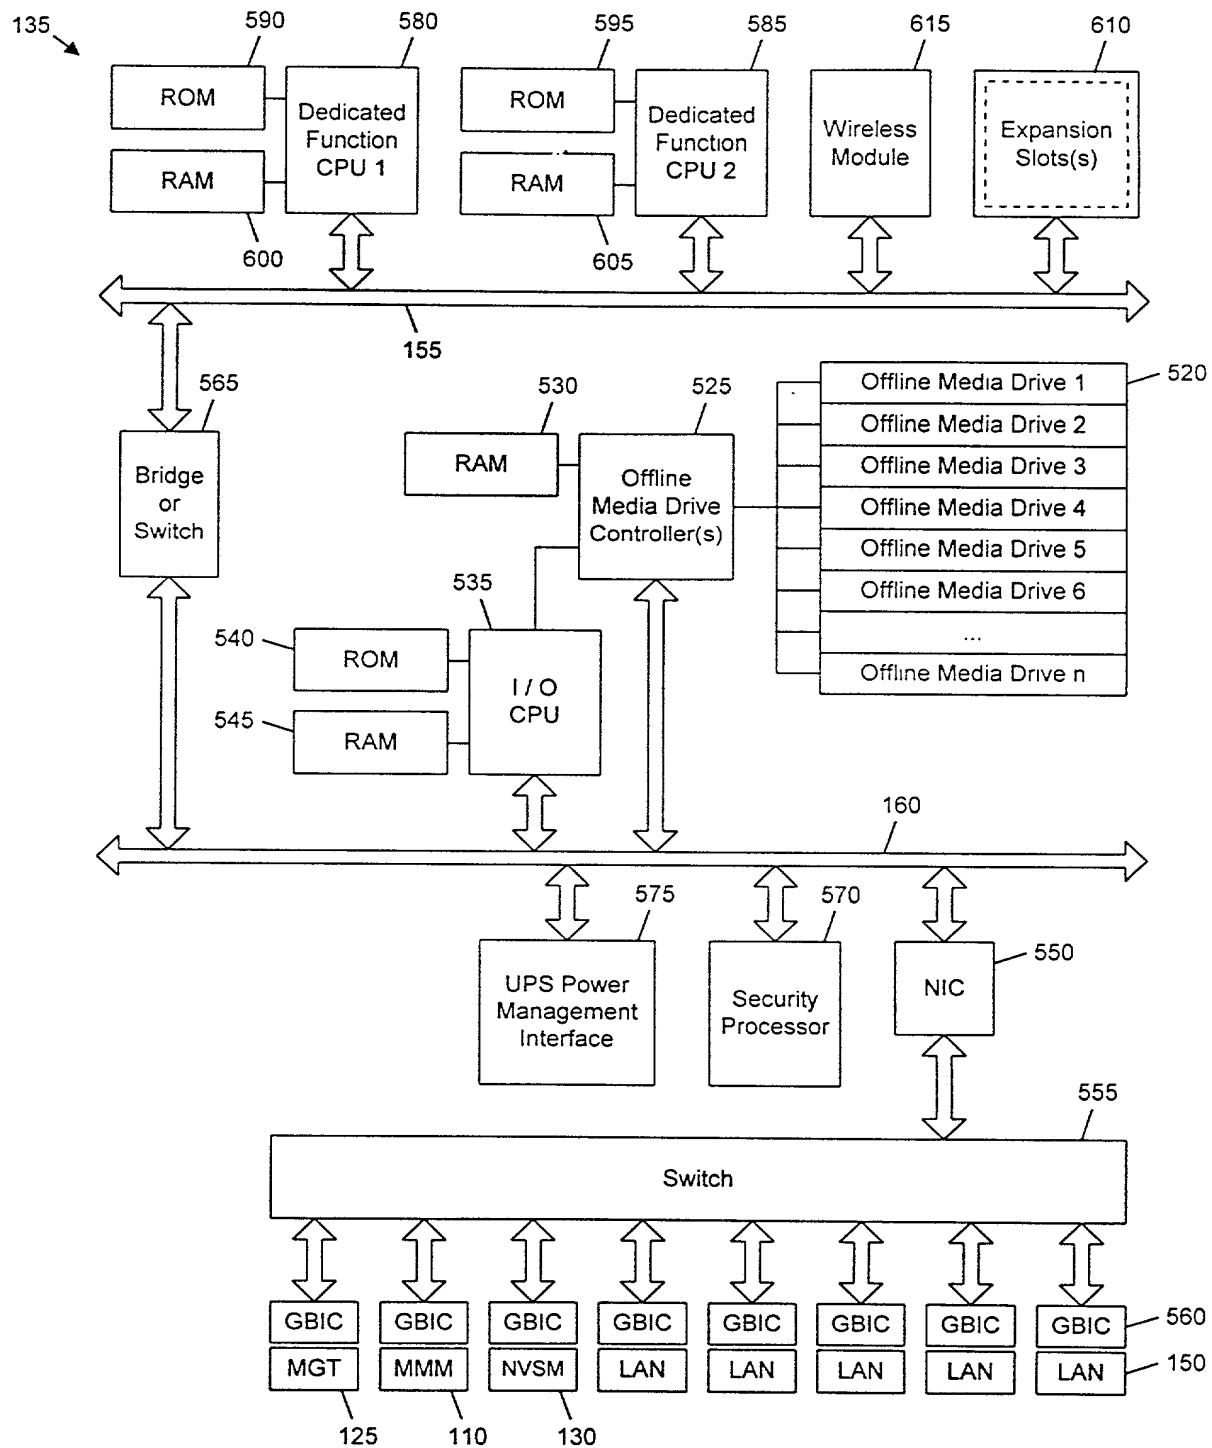 135
590
580
595
585
615
610
ROM
RAM
Dedicated
Function
CPU 1
ROM
RAM
Dedicated
Function
CPU 2
Wireless
Module
Expansion
Slots(s)
600
605
155
565
530
525
520
Bridge
or
Switch
RAM
Offline
Media Drive
Controller(s)
Offline Media Drive 1
Offline Media Drive 2
Offline Media Drive 3
Offline Media Drive 4
Offline Media Drive 5
Offline Media Drive 6
...
Offline Media Drive n
535
540
545
ROM
RAM
I / O
CPU
160
575
570
550
UPS Power
Management
Interface
Security
Processor
NIC
555
Switch
GBIC
GBIC
GBIC
GBIC
GBIC
GBIC
GBIC
GBIC
560
MGT
MMM
NVSM
LAN
LAN
LAN
LAN
LAN
150
125
110
130